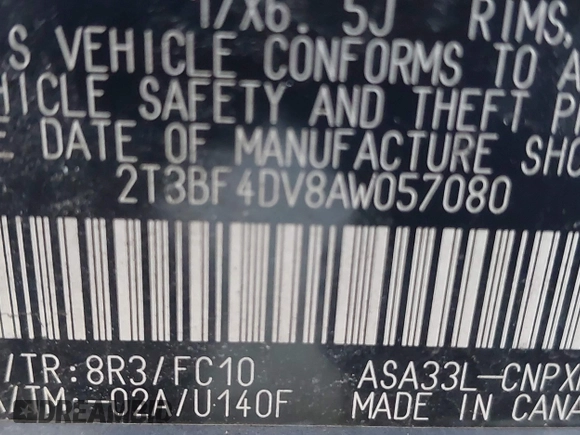 17X6. 5J RIMS,
S VEHICLE CONFORMS TO A
HICLE SAFETY AND THEFT P
E DATE OF MANUFACTURE SHO
2T3BF4DV8AW057080
/TR:8R3/FC10 ASA33L-CNPX
/TM -02A/U140F MADE IN CANA